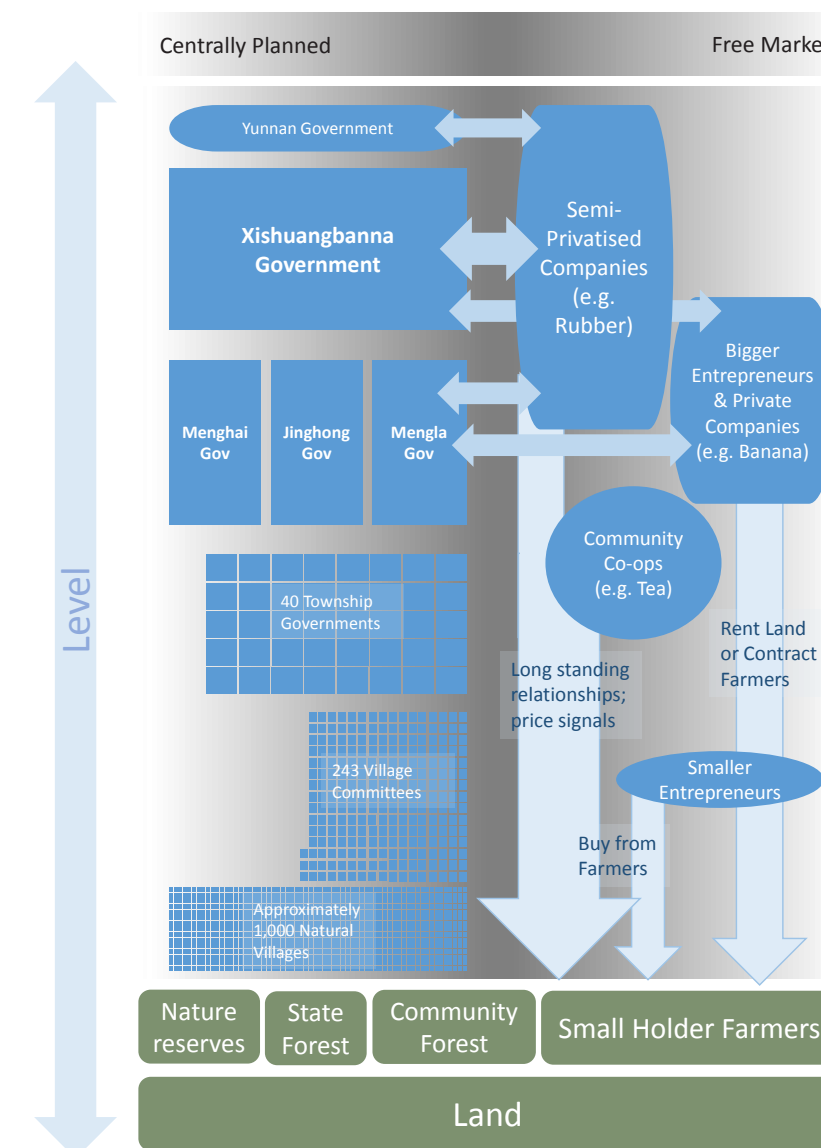 Centrally Planned
Free Marke
Yunnan Government
Xishuangbanna
Government
Semi-
Privatised
Companies
(e.g.
Rubber)
Bigger
Entrepreneurs
& Private
Companies
(e.g. Banana)
Menghai
Gov
Jinghong
Gov
Mengla
Gov
Community
Co-ops
(e.g. Tea)
40 Township
Governments
Rent Land
or Contract
Farmers
Long standing
relationships;
price signals
Level
243 Village
Committees
Smaller
Entrepreneurs
Buy from
Farmers
Approximately
1,000 Natural
Villages
Nature
reserves
State
Forest
Community
Forest
Small Holder Farmers
Land